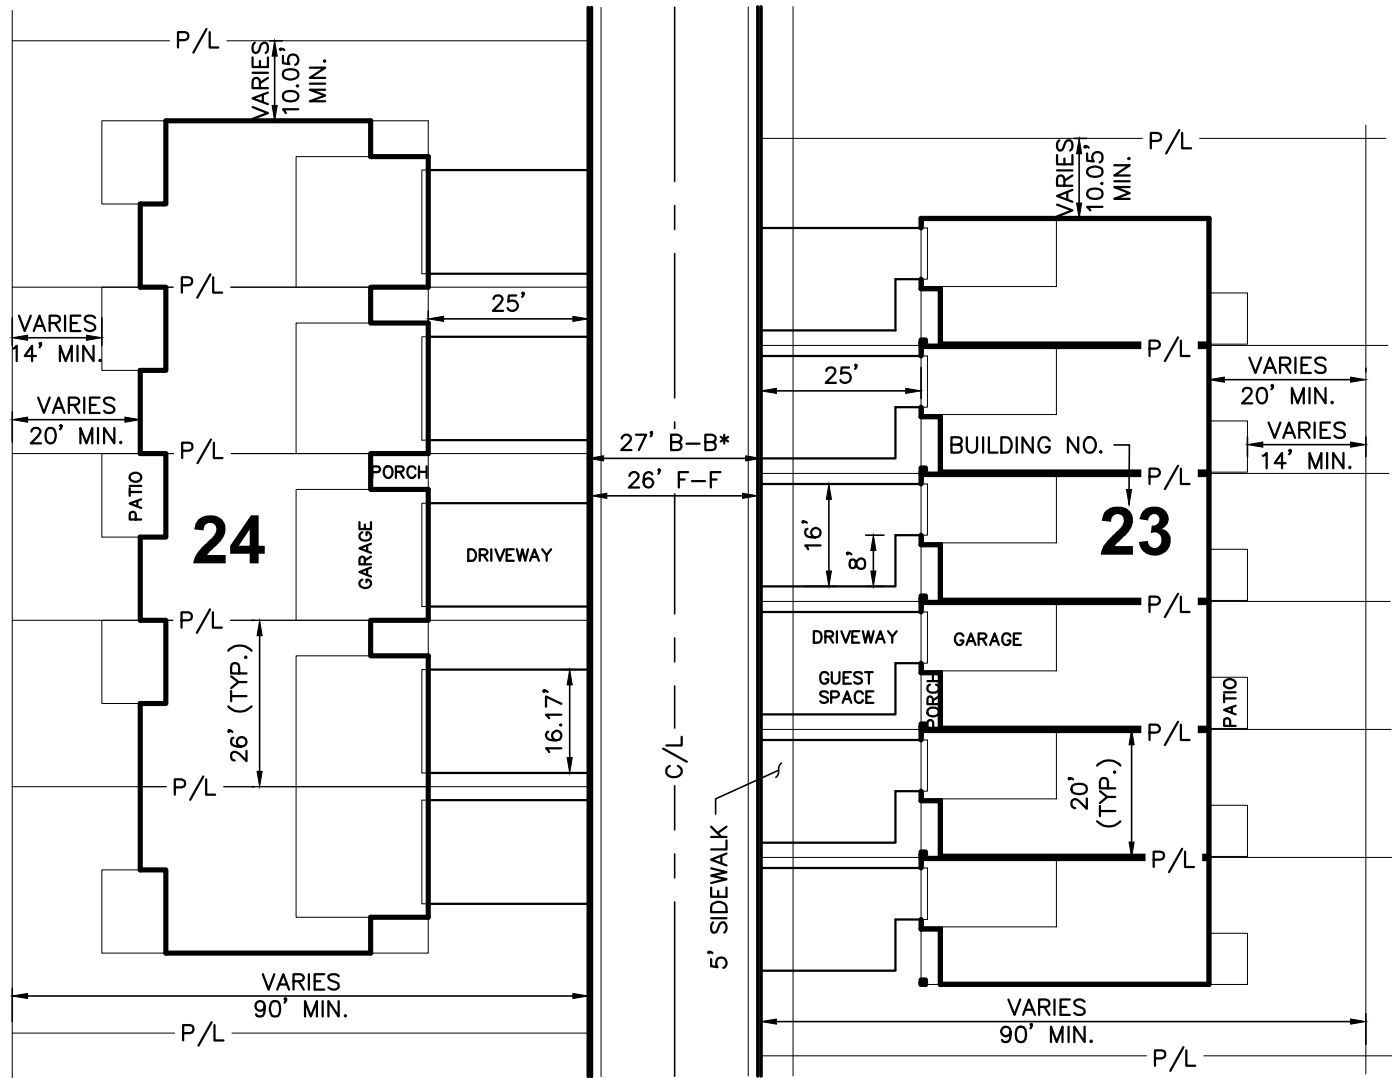 P/L
VARIES
10.05'
MIN.
P/L
VARIES
10.05'
MIN.
P/L
25'
VARIES
14' MIN.
P/L
25'
VARIES
20' MIN.
VARIES
20' MIN.
27' B-B*
26' F-F
BUILDING NO.
VARIES
14' MIN.
P/L
PORCH
P/L
PATIO
24
GARAGE
DRIVEWAY
16'
8'
23
P/L
P/L
DRIVEWAY
GARAGE
GUEST
SPACE
PORCH
PATIO
26' (TYP.)
16.17'
C/L
P/L
P/L
20'
(TYP.)
5' SIDEWALK
P/L
VARIES
90' MIN.
VARIES
90' MIN.
P/L
P/L